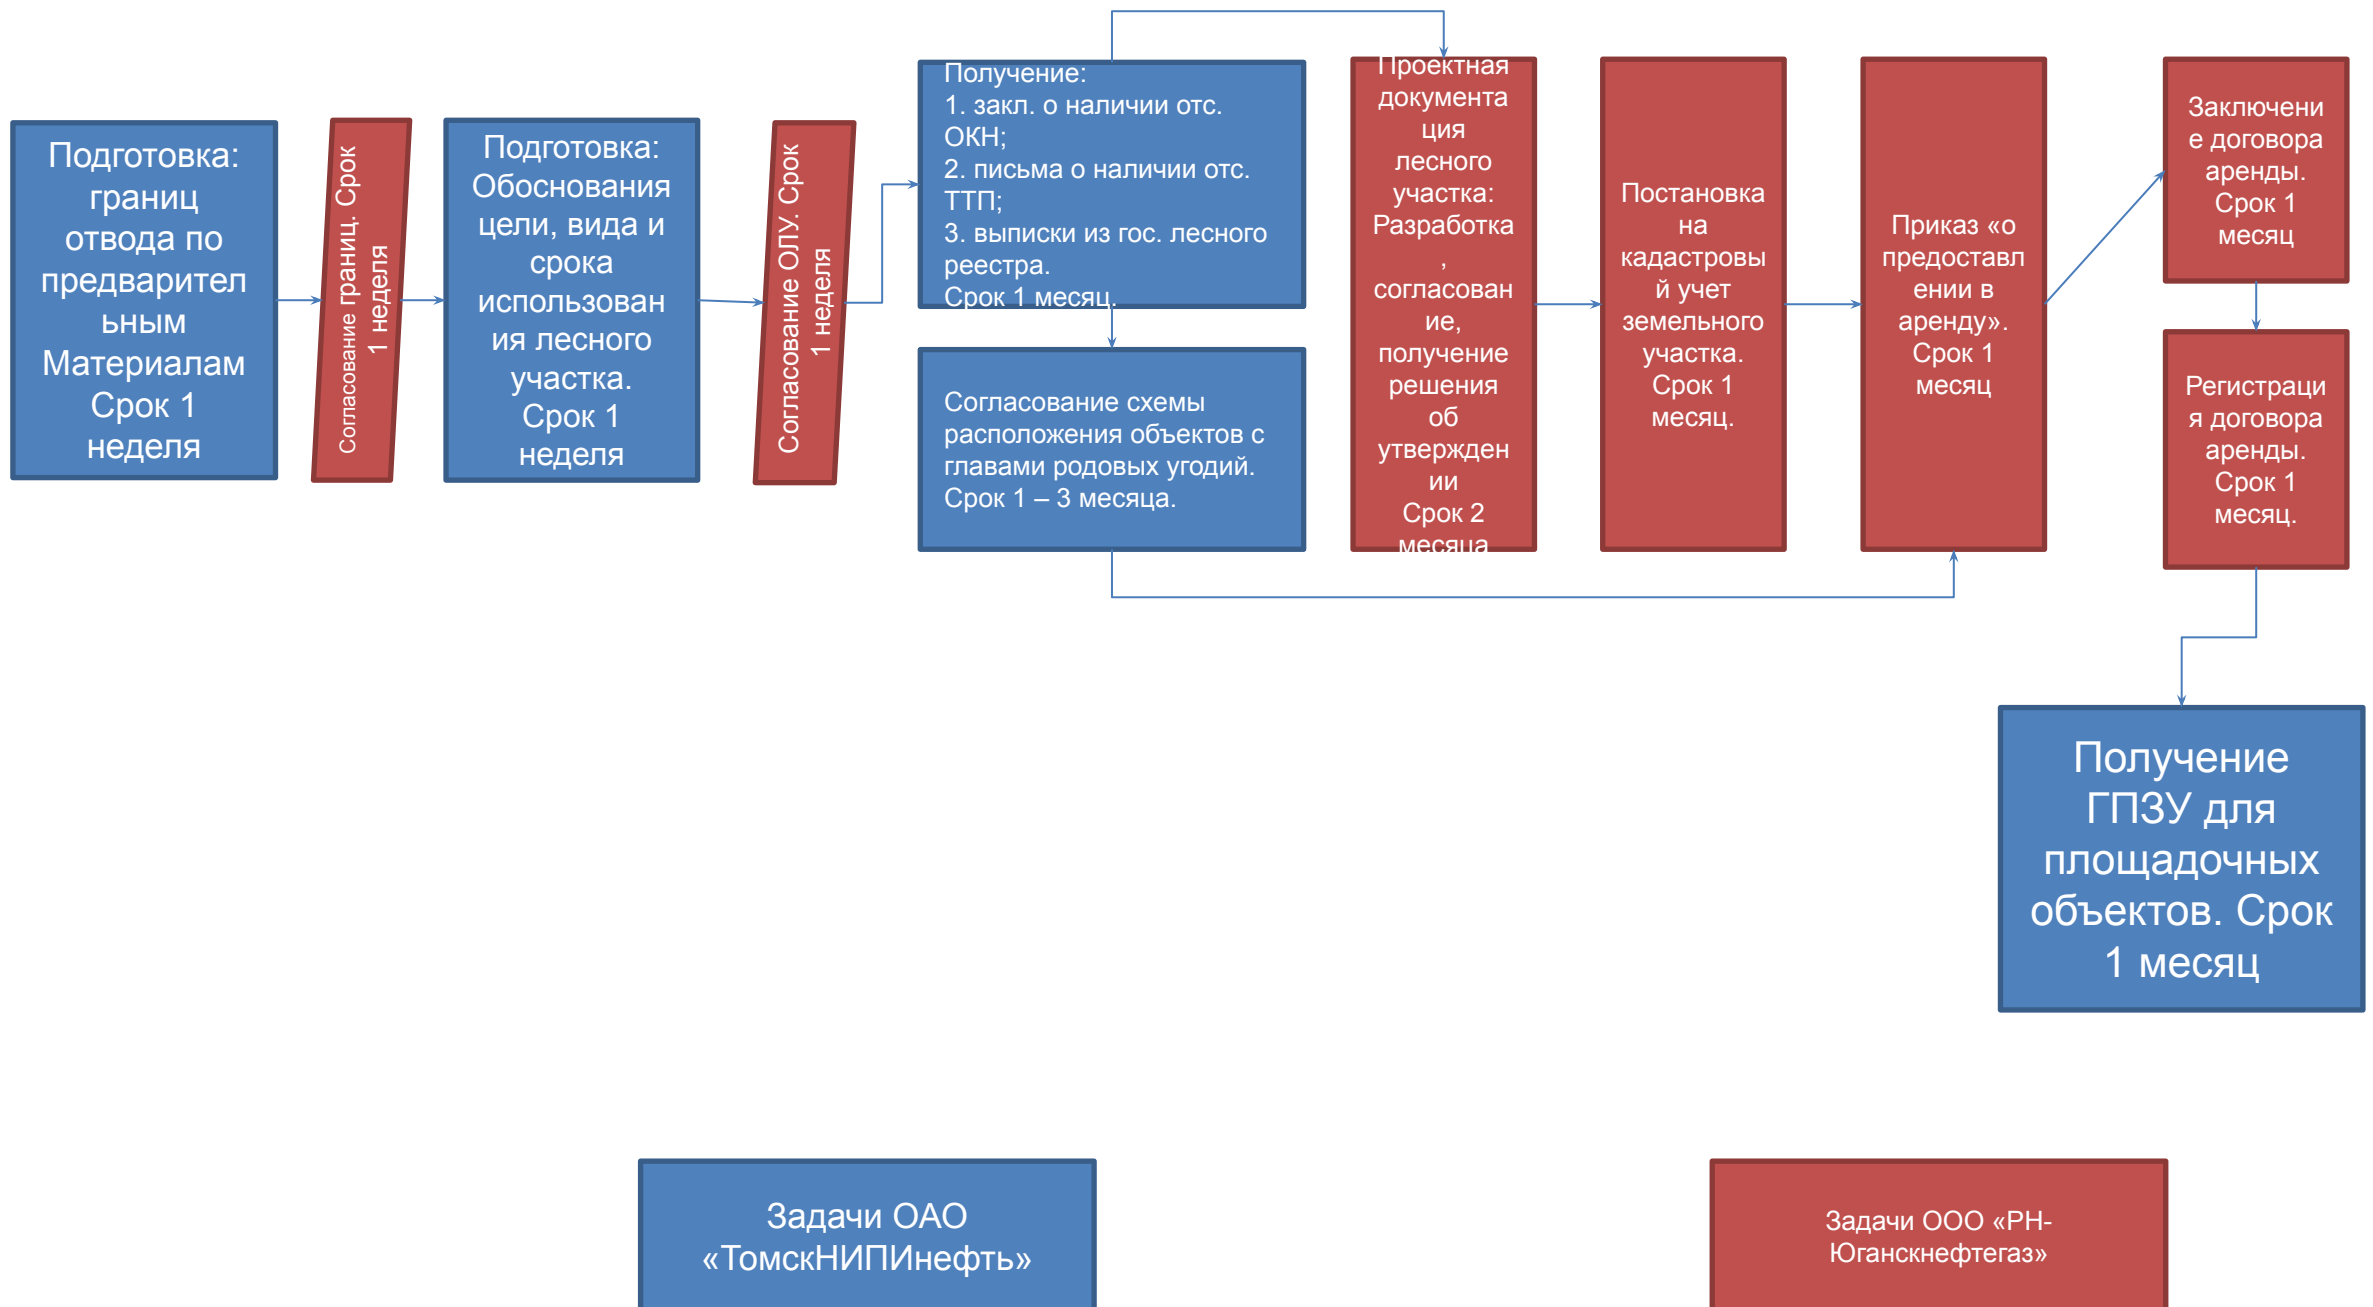 Подготовка:
границ
отвода по
предварител
ьным
Материалам
Срок 1
неделя
Согласование границ. Срок
1 неделя
Подготовка:
Обоснования
цели, вида и
срока
использован
ия лесного
участка.
Срок 1
неделя
Согласование ОЛУ. Срок
1 неделя
Получение:
1. закл. о наличии отс.
ОКН;
2. письма о наличии отс.
ТТП;
3. выписки из гос. лесного
реестра.
Срок 1 месяц.
Согласование схемы
расположения объектов с
главами родовых угодий.
Срок 1 – 3 месяца.
Проектная
документа
ция
лесного
участка:
Разработка
,
согласован
ие,
получение
решения
об
утвержден
ии
Срок 2
месяца
Постановка
на
кадастровы
й учет
земельного
участка.
Срок 1
месяц.
Приказ «о
предоставл
ении в
аренду».
Срок 1
месяц
Заключени
е договора
аренды.
Срок 1
месяц
Регистраци
я договора
аренды.
Срок 1
месяц.
Получение
ГПЗУ для
площадочных
объектов. Срок
1 месяц
Задачи ОАО
«ТомскНИПИнефть»
Задачи ООО «РН-
Юганскнефтегаз»